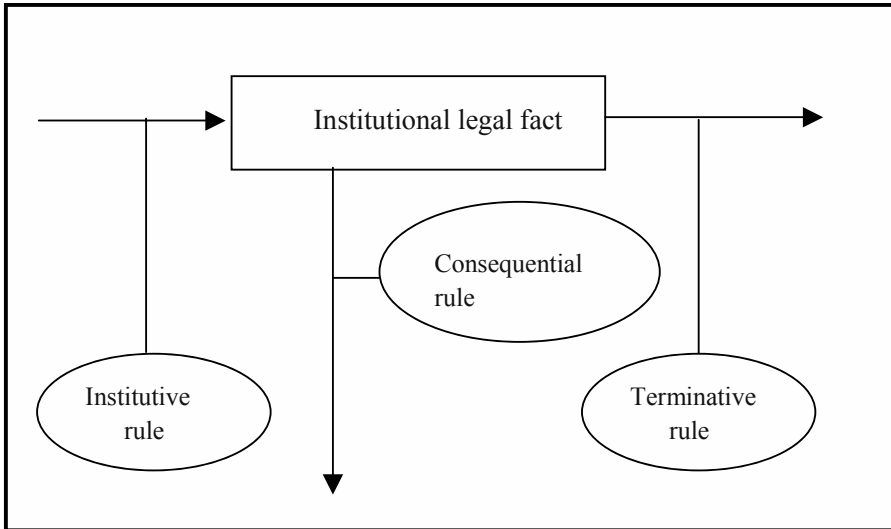 Institutional legal fact
Consequential
rule
Institutive
rule
Terminative
rule